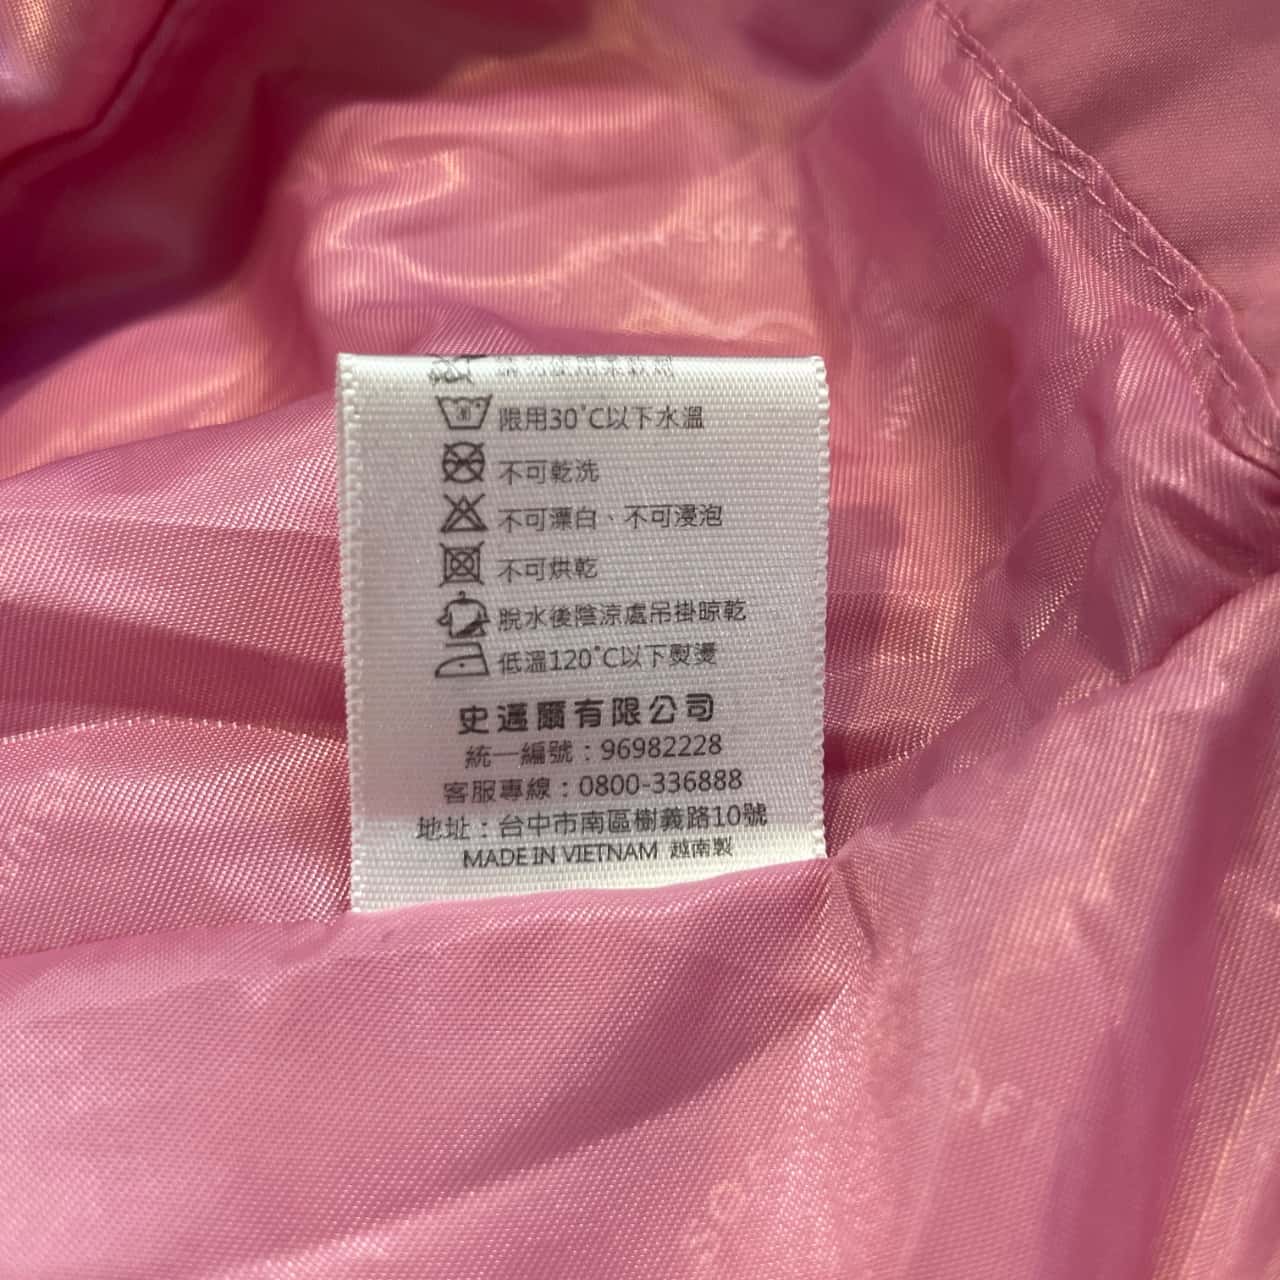 限用30°C以下水溫
不可乾洗
不可漂白、不可浸泡
不可烘乾
脫水後陰涼處吊掛晾乾
低溫120°C以下熨燙
史邁爾有限公司
統一編號：96982228
客服專線：0800-336888
地址：台中市南區樹義路10號
MADE IN VIETNAM 越南製